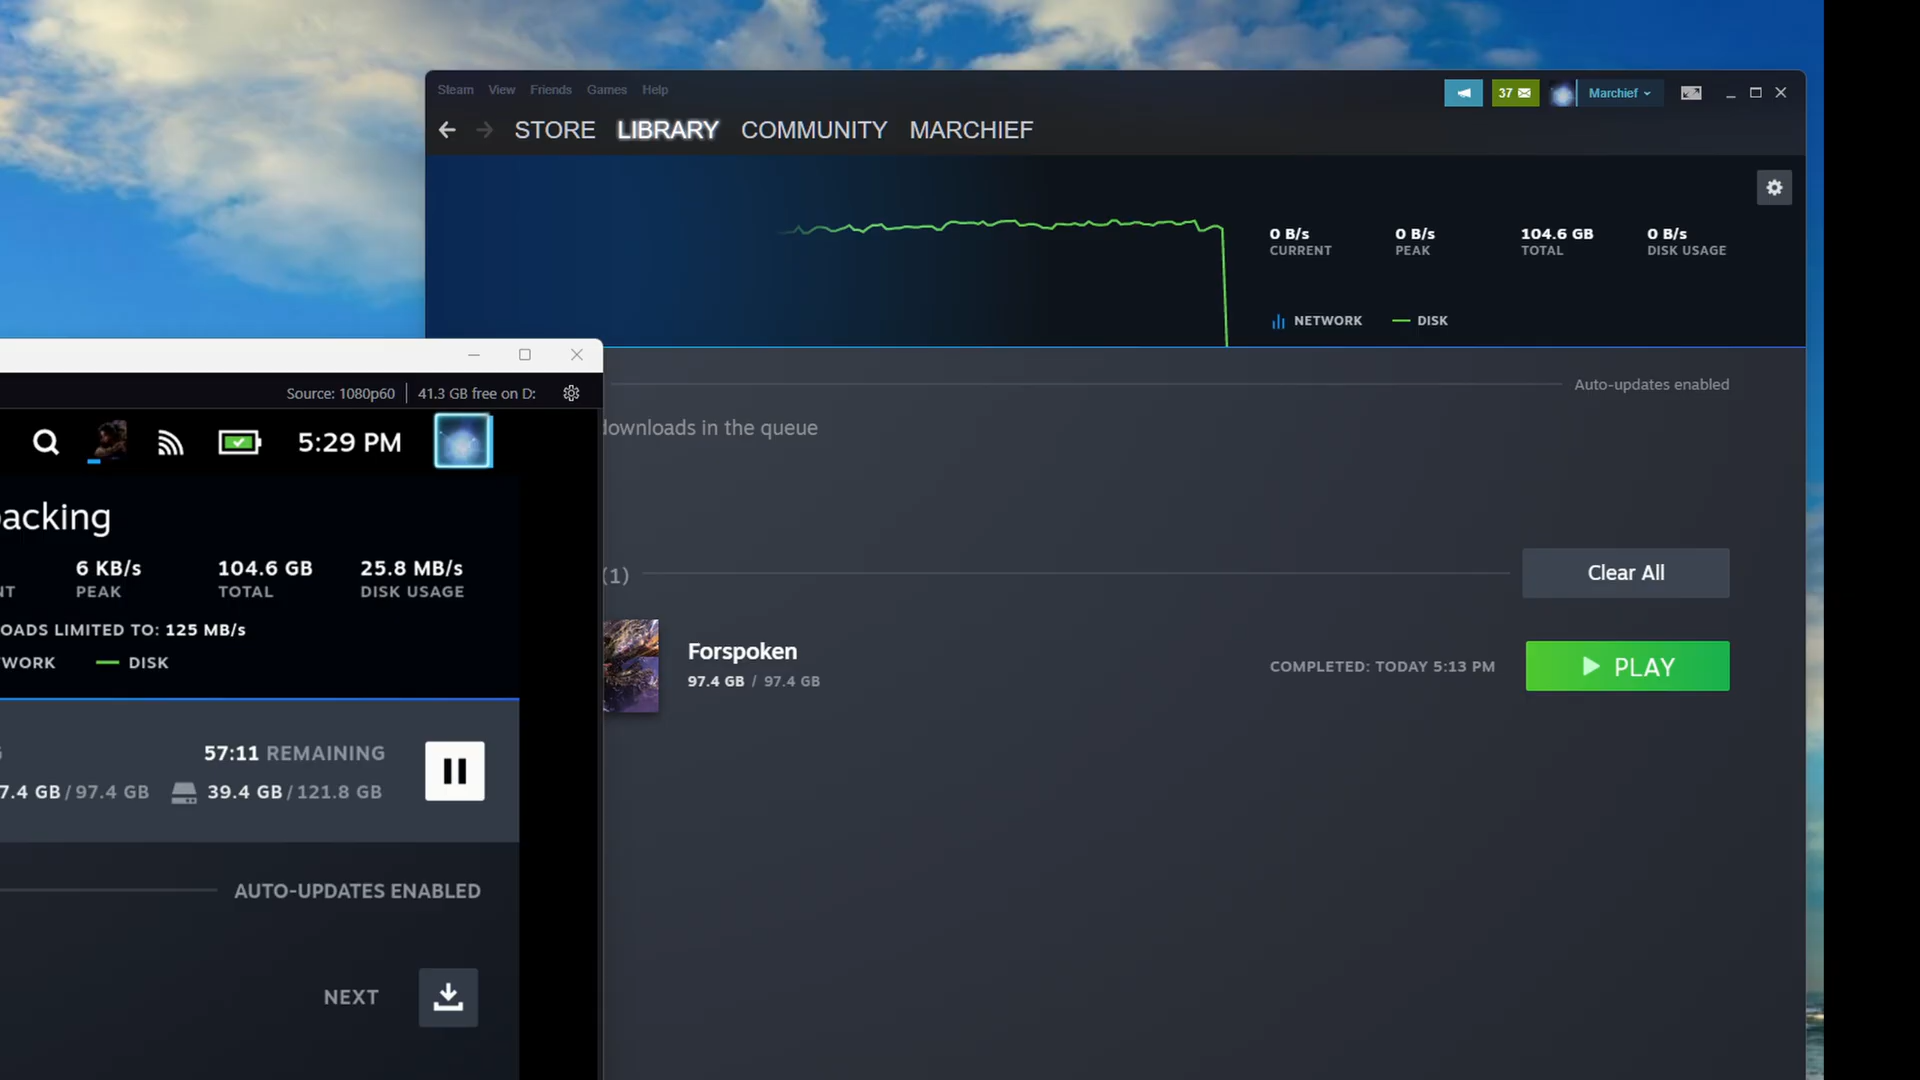 Steam View Friends Games Help
37
Marchief
STORE LIBRARY COMMUNITY MARCHIEF
0 B/s 0 B/s 104.6 GB 0 B/s
CURRENT PEAK TOTAL DISK USAGE
NETWORK DISK
Auto-updates enabled
downloads in the queue
(1)
Clear All
Forspoken
97.4 GB / 97.4 GB
COMPLETED: TODAY 5:13 PM
PLAY
Source: 1080p60 41.3 GB free on D:
5:29 PM
acking
6 KB/s 104.6 GB 25.8 MB/s
NT PEAK TOTAL DISK USAGE
OADS LIMITED TO: 125 MB/s
WORK DISK
57:11 REMAINING
7.4 GB / 97.4 GB 39.4 GB / 121.8 GB
AUTO-UPDATES ENABLED
NEXT